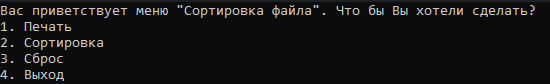 Вас приветствует меню "Сортировка файла". Что бы Вы хотели сделать?
1. Печать
2. Сортировка
3. Сброс
4. Выход